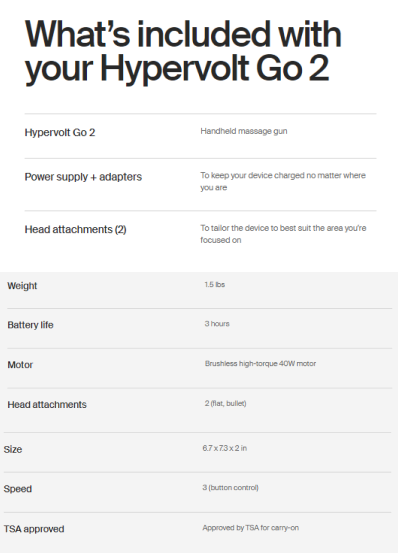 What's included with
your Hypervolt Go 2
Hypervolt Go 2
Handheld massage gun
Power supply + adapters
To keep your device charged no matter where
you are
Head attachments (2)
To tailor the device to best suit the area you're
focused on
Weight
1.5 lbs
Battery life
3 hours
Motor
Brushless high-torque 40W motor
Head attachments
2 (flat, bullet)
Size
6.7 x 7.3 x 2 in
Speed
3 (button control)
TSA approved
Approved by TSA for carry-on